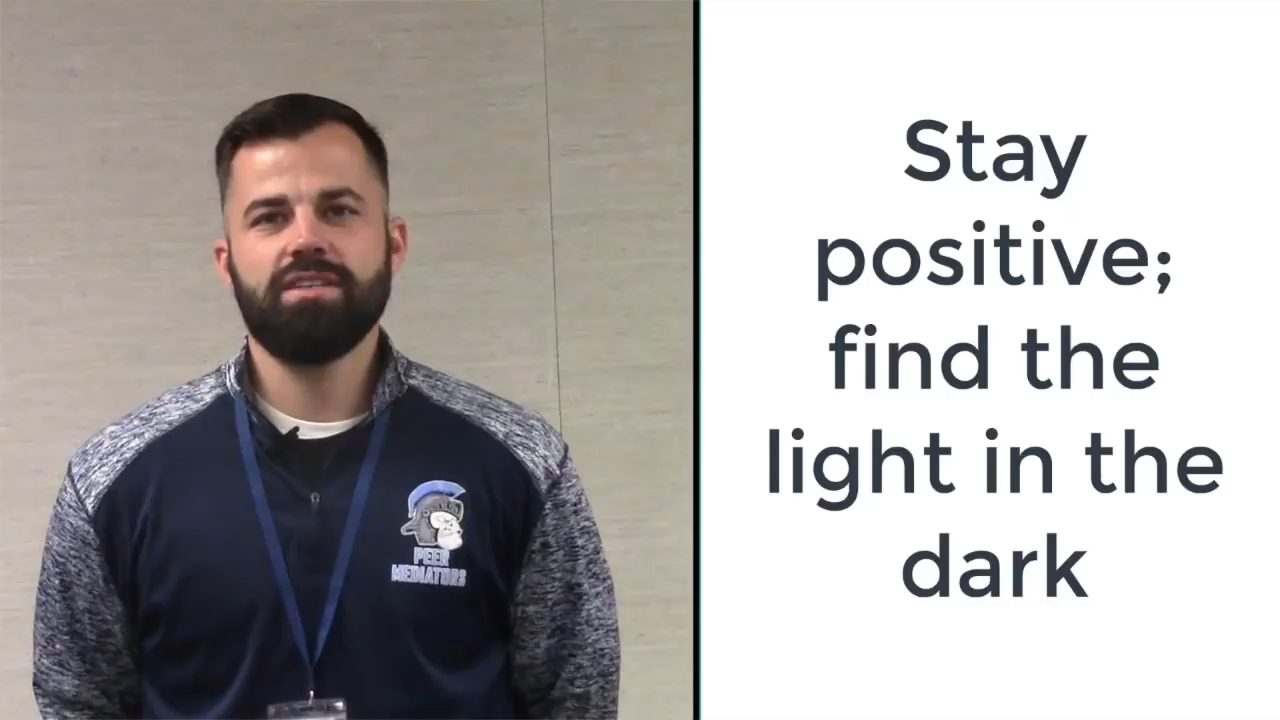 Stay
positive;
find the
light in the
dark
PEER
MEDIATORS